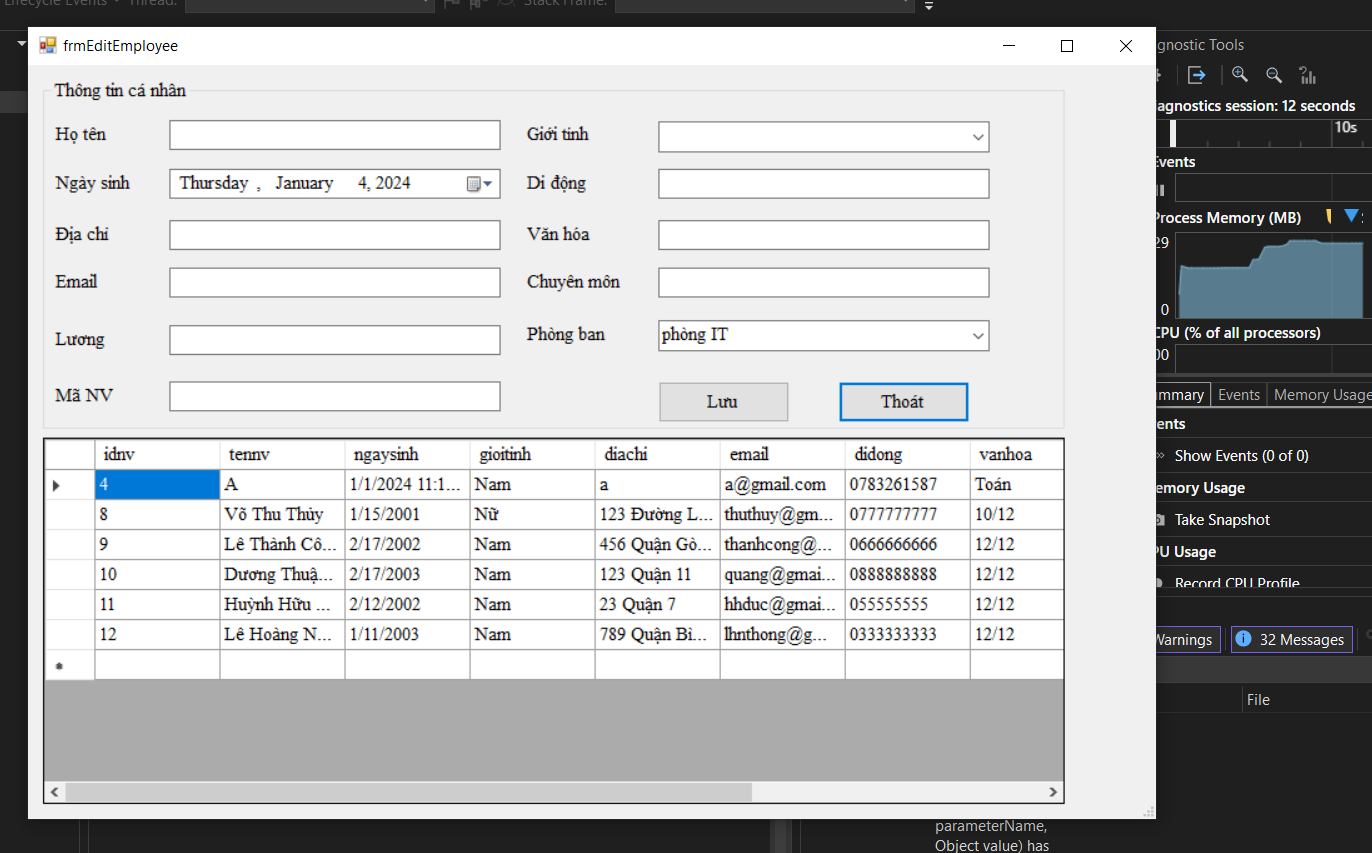 Lifecycle Events Thread: Stack Frame:
frmEditEmployee
Diagnostic Tools
Diagnostics session: 12 seconds
10s
Events
Process Memory (MB)
29
0
CPU (% of all processors)
Summary Events Memory Usage
Show Events (0 of 0)
Memory Usage
Take Snapshot
CPU Usage
Record CPU Profile
Warnings 32 Messages
File
parameterName,
Object value) has
Thông tin cá nhân
Họ tên Giới tinh
Ngày sinh Thursday , January 4, 2024 Di động
Địa chỉ Văn hóa
Email Chuyên môn
Lương Phòng ban phòng IT
Mã NV Lưu Thoát
idnv tennv ngaysinh gioitinh diachi email didong vanhoa
4 A 1/1/2024 11:1... Nam a a@gmail.com 0783261587 Toán
8 Võ Thu Thủy 1/15/2001 Nữ 123 Đường L... thuthuy@gm... 0777777777 10/12
9 Lê Thành Cô... 2/17/2002 Nam 456 Quận Gò... thanhcong@... 0666666666 12/12
10 Dương Thuậ... 2/17/2003 Nam 123 Quận 11 quang@gmai... 0888888888 12/12
11 Huỳnh Hữu ... 2/12/2002 Nam 23 Quận 7 hhduc@gmai... 055555555 12/12
12 Lê Hoàng N... 1/11/2003 Nam 789 Quận Bì... lhnthong@g... 0333333333 12/12